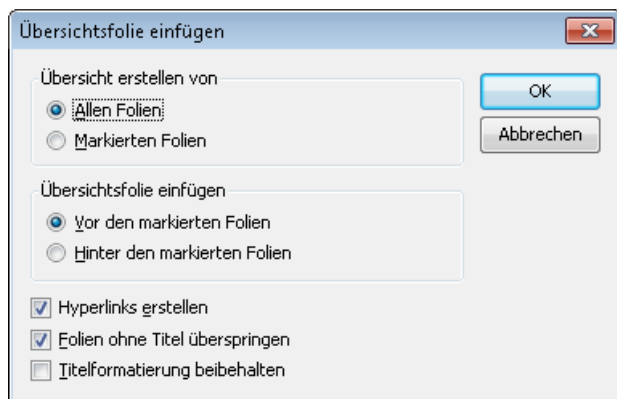 Übersichtsfolie einfügen
Übersicht erstellen von
Allen Folien
Markierten Folien
OK
Abbrechen
Übersichtsfolie einfügen
Vor den markierten Folien
Hinter den markierten Folien
Hyperlinks erstellen
Folien ohne Titel überspringen
Titelformatierung beibehalten